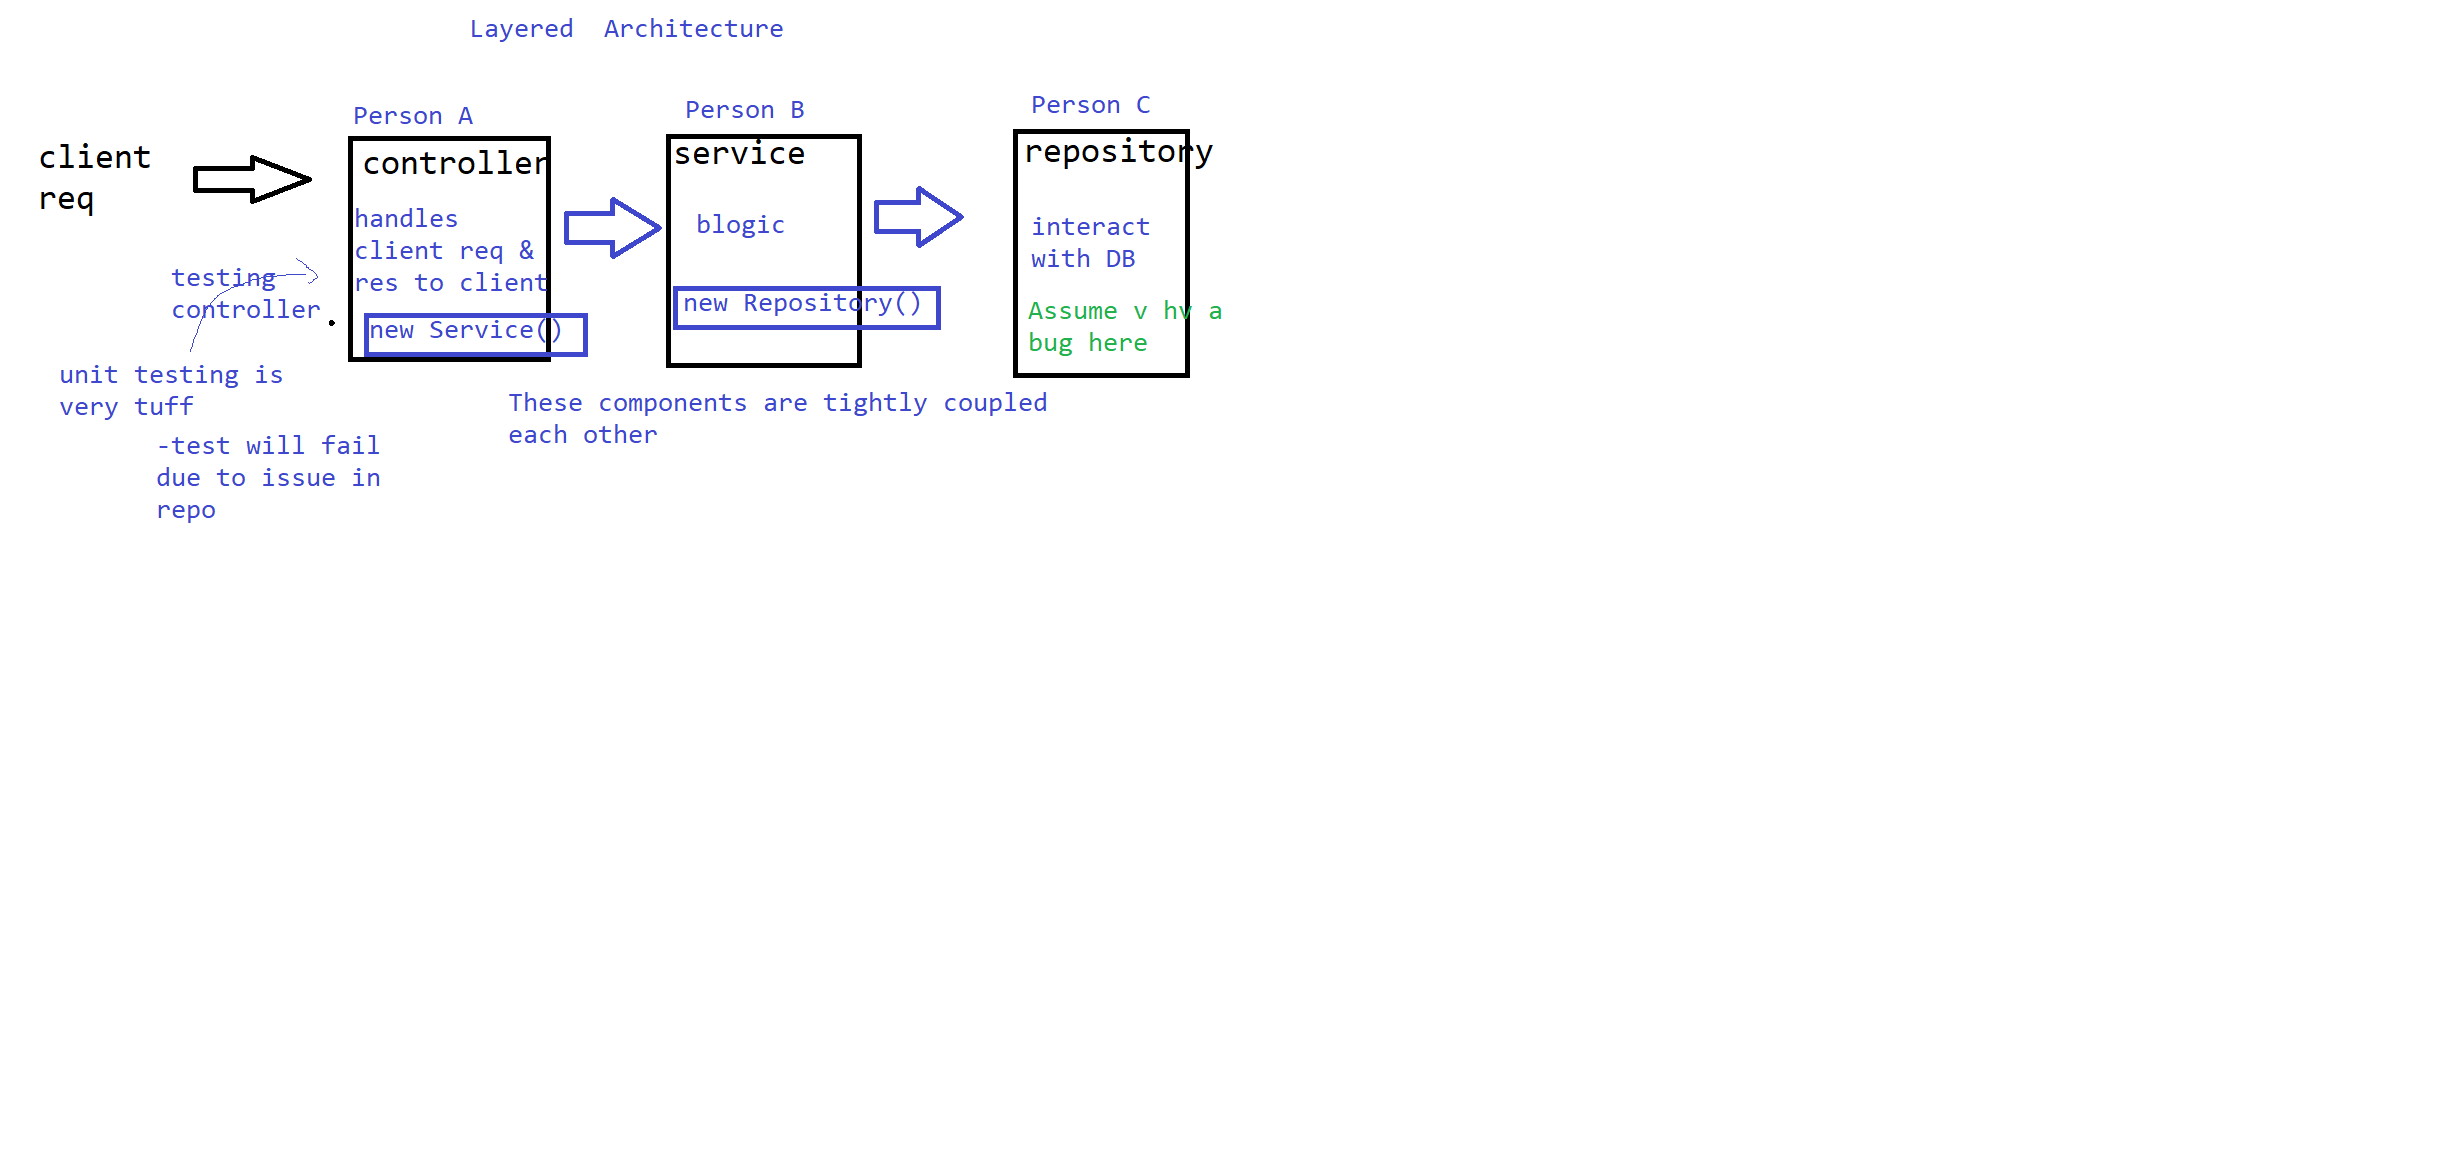 Layered  Architecture
client
req
Person A
controller
handles
client req &
res to client
new Service()
Person B
service
blogic
new Repository()
Person C
repository
interact
with DB
Assume v hv a
bug here
testing
controller
unit testing is
very tuff
-test will fail
due to issue in
repo
These components are tightly coupled
each other